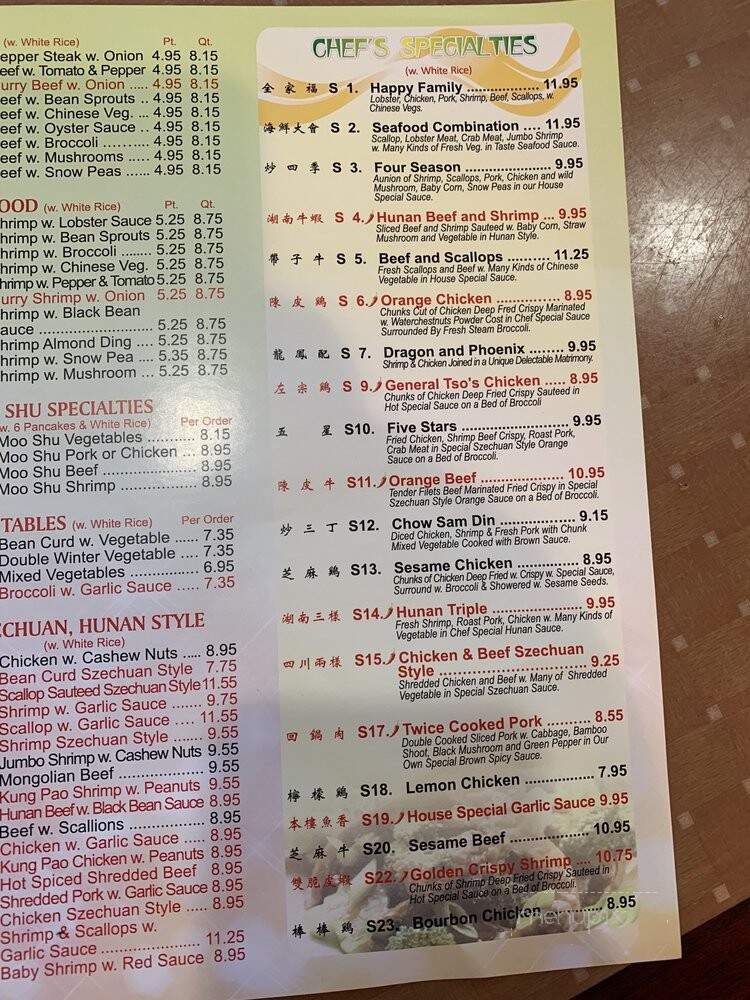 (w. White Rice) Pt. Qt.
epper Steak w. Onion 4.95 8.15
eef w. Tomato & Pepper 4.95 8.15
urry Beef w. Onion ..... 4.95 8.15
eef w. Bean Sprouts .. 4.95 8.15
eef w. Chinese Veg. ... 4.95 8.15
eef w. Oyster Sauce .. 4.95 8.15
eef w. Broccoli ......... 4.95 8.15
eef w. Mushrooms ..... 4.95 8.15
eef w. Snow Peas ...... 4.95 8.15
OOD (w. White Rice) Pt. Qt.
hrimp w. Lobster Sauce 5.25 8.75
hrimp w. Bean Sprouts 5.25 8.75
hrimp w. Broccoli ........ 5.25 8.75
hrimp w. Chinese Veg. 5.25 8.75
hrimp w. Pepper & Tomato 5.25 8.75
urry Shrimp w. Onion 5.25 8.75
hrimp w. Black Bean
auce ........................... 5.25 8.75
hrimp Almond Ding .... 5.25 8.75
hrimp w. Snow Pea .... 5.35 8.75
hrimp w. Mushroom ... 5.25 8.75
SHU SPECIALTIES
w. 6 Pancakes & White Rice) Per Order
Moo Shu Vegetables ........... 8.15
Moo Shu Pork or Chicken ... 8.95
Moo Shu Beef ..................... 8.95
Moo Shu Shrimp ................. 8.95
TABLES (w. White Rice) Per Order
Bean Curd w. Vegetable ...... 7.35
Double Winter Vegetable .... 7.35
Mixed Vegetables ................ 6.95
Broccoli w. Garlic Sauce ..... 7.35
ECHUAN, HUNAN STYLE
(w. White Rice)
Chicken w. Cashew Nuts ..... 8.95
Bean Curd Szechuan Style 7.75
Scallop Sauteed Szechuan Style 11.55
Shrimp w. Garlic Sauce ....... 9.75
Scallop w. Garlic Sauce .... 11.55
Shrimp Szechuan Style ....... 9.55
Jumbo Shrimp w. Cashew Nuts 9.55
Mongolian Beef .................... 9.55
Kung Pao Shrimp w. Peanuts 9.55
Hunan Beef w. Black Bean Sauce 8.95
Beef w. Scallions ................. 8.95
Chicken w. Garlic Sauce ..... 8.95
Kung Pao Chicken w. Peanuts 8.95
Hot Spiced Shredded Beef 8.95
Shredded Pork w. Garlic Sauce 8.95
Chicken Szechuan Style ..... 8.95
Shrimp & Scallops w.
Garlic Sauce ....................... 11.25
Baby Shrimp w. Red Sauce 8.95
CHEF'S SPECIALTIES
(w. White Rice)
全家福 S 1. Happy Family .................. 11.95
Lobster, Chicken, Pork, Shrimp, Beef, Scallops, w.
Chinese Vegs.
海鮮大會 S 2. Seafood Combination .... 11.95
Scallop, Lobster Meat, Crab Meat, Jumbo Shrimp
w. Many Kinds of Fresh Veg. in Taste Seafood Sauce.
炒四季 S 3. Four Season ..................... 9.95
Aunion of Shrimp, Scallops, Pork, Chicken and wild
Mushroom, Baby Corn, Snow Peas in our House
Special Sauce.
湖南牛蝦 S 4. Hunan Beef and Shrimp ... 9.95
Sliced Beef and Shrimp Sauteed w. Baby Corn, Straw
Mushroom and Vegetable in Hunan Style.
帶子牛 S 5. Beef and Scallops .......... 11.25
Fresh Scallops and Beef w. Many Kinds of Chinese
Vegetable in House Special Sauce.
陳皮鷄 S 6. Orange Chicken ............... 8.95
Chunks Cut of Chicken Deep Fred Crispy Marinated
w. Waterchestnuts Powder Cost in Chef Special Sauce
Surrounded By Fresh Steam Broccoli.
龍鳳配 S 7. Dragon and Phoenix ........ 9.95
Shrimp & Chicken Joined in a Unique Delectable Matrimony.
左宗鷄 S 9. General Tso's Chicken ..... 8.95
Chunks of Chicken Deep Fried Crispy Sauteed in
Hot Special Sauce on a Bed of Broccoli
五星 S10. Five Stars ......................... 9.95
Fried Chicken, Shrimp Beef Crispy, Roast Pork,
Crab Meat in Special Szechuan Style Orange
Sauce on a Bed of Broccoli.
陳皮牛 S11. Orange Beef .................. 10.95
Tender Filets Beef Marinated Fried Crispy in Special
Szechuan Style Orange Sauce on a Bed of Broccoli.
炒三丁 S12. Chow Sam Din ................. 9.15
Diced Chicken, Shrimp & Fresh Pork with Chunk
Mixed Vegetable Cooked with Brown Sauce.
芝麻鷄 S13. Sesame Chicken .............. 8.95
Chunks of Chicken Deep Fried w. Crispy w. Special Sauce,
Surround w. Broccoli & Showered w. Sesame Seeds.
湖南三樣 S14. Hunan Triple .................... 9.95
Fresh Shrimp, Roast Pork, Chicken w. Many Kinds of
Vegetable in Chef Special Hunan Sauce.
四川兩樣 S15. Chicken & Beef Szechuan
Style .................................. 9.25
Shredded Chicken and Beef w. Many of Shredded
Vegetable in Special Szechuan Sauce.
回鍋肉 S17. Twice Cooked Pork .......... 8.55
Double Cooked Sliced Pork w. Cabbage, Bamboo
Shoot, Black Mushroom and Green Pepper in Our
Own Special Brown Spicy Sauce.
檸檬鷄 S18. Lemon Chicken ................ 7.95
本樓魚香 S19. House Special Garlic Sauce 9.95
芝麻牛 S20. Sesame Beef .................. 10.95
雙脆皮蝦 S22. Golden Crispy Shrimp .... 10.75
Chunks of Shrimp Deep Fried Crispy Sauteed in
Hot Special Sauce on a Bed of Broccoli.
棒棒鷄 S23. Bourbon Chicken ............. 8.95